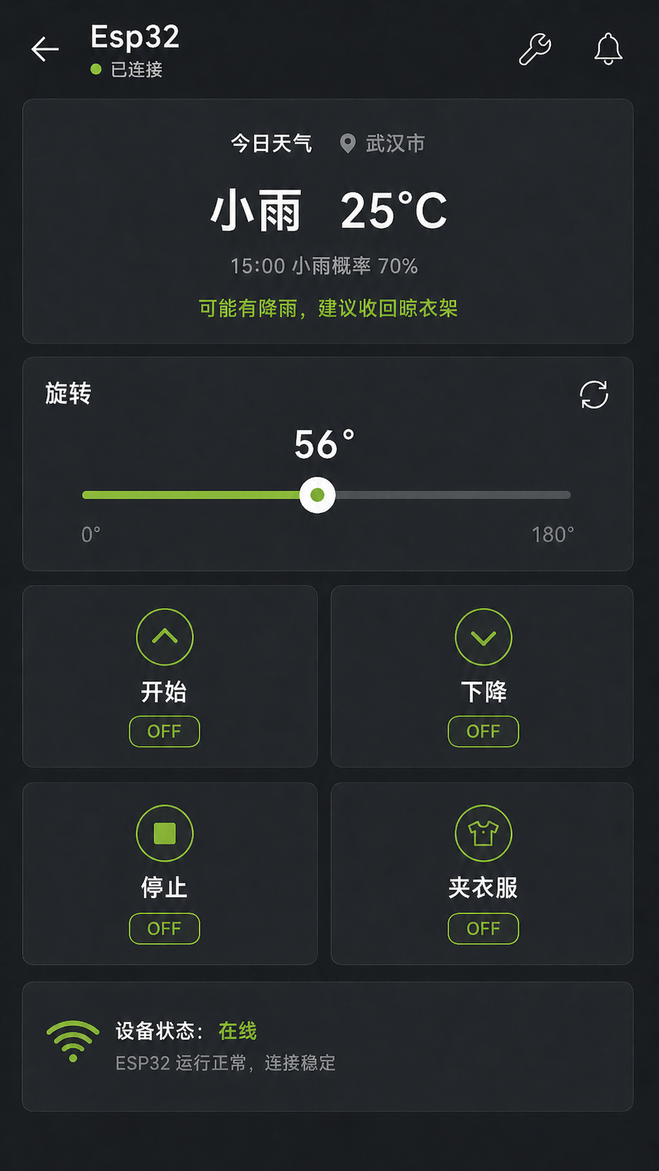 Esp32
已连接
今日天气 武汉市
小雨 25°C
15:00 小雨概率 70%
可能有降雨，建议收回晾衣架
旋转
56°
0° 180°
开始
OFF
下降
OFF
停止
OFF
夹衣服
OFF
设备状态： 在线
ESP32 运行正常，连接稳定